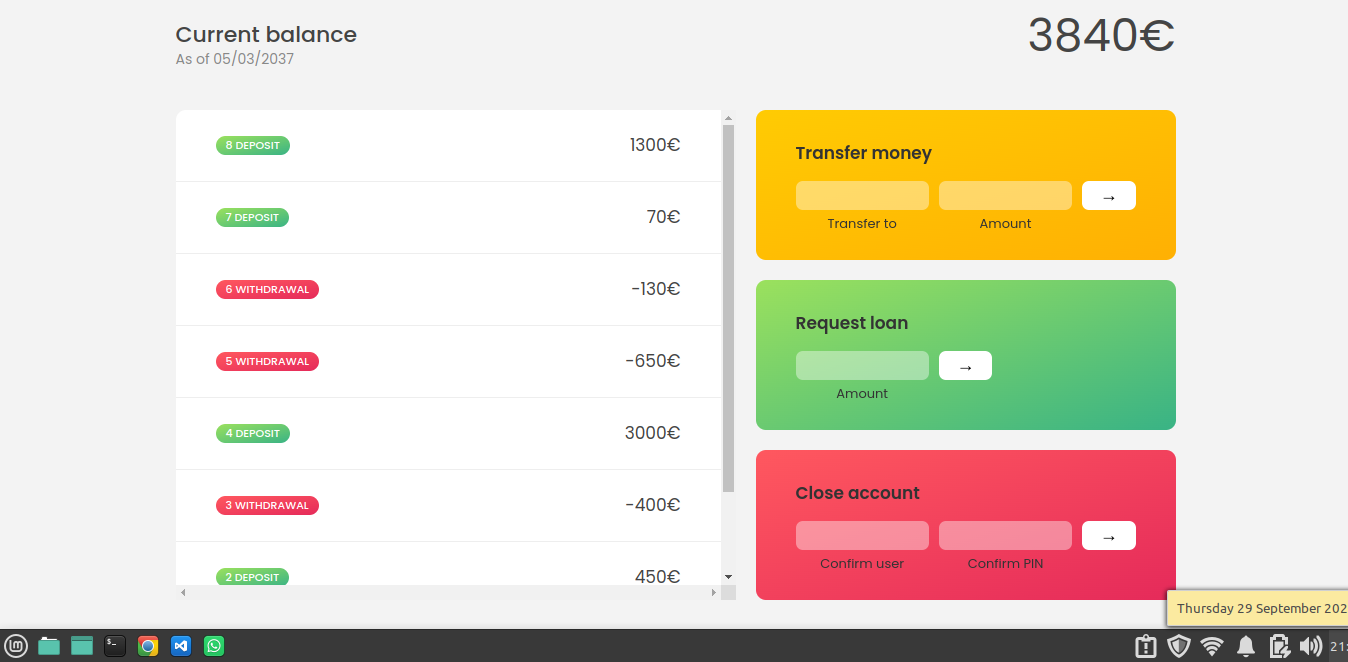 Current balance
As of 05/03/2037
3840€
8 DEPOSIT
1300€
7 DEPOSIT
70€
6 WITHDRAWAL
-130€
5 WITHDRAWAL
-650€
4 DEPOSIT
3000€
3 WITHDRAWAL
-400€
2 DEPOSIT
450€
Transfer money
→
Transfer to
Amount
Request loan
→
Amount
Close account
→
Confirm user
Confirm PIN
Thursday 29 September 202
$_
21: